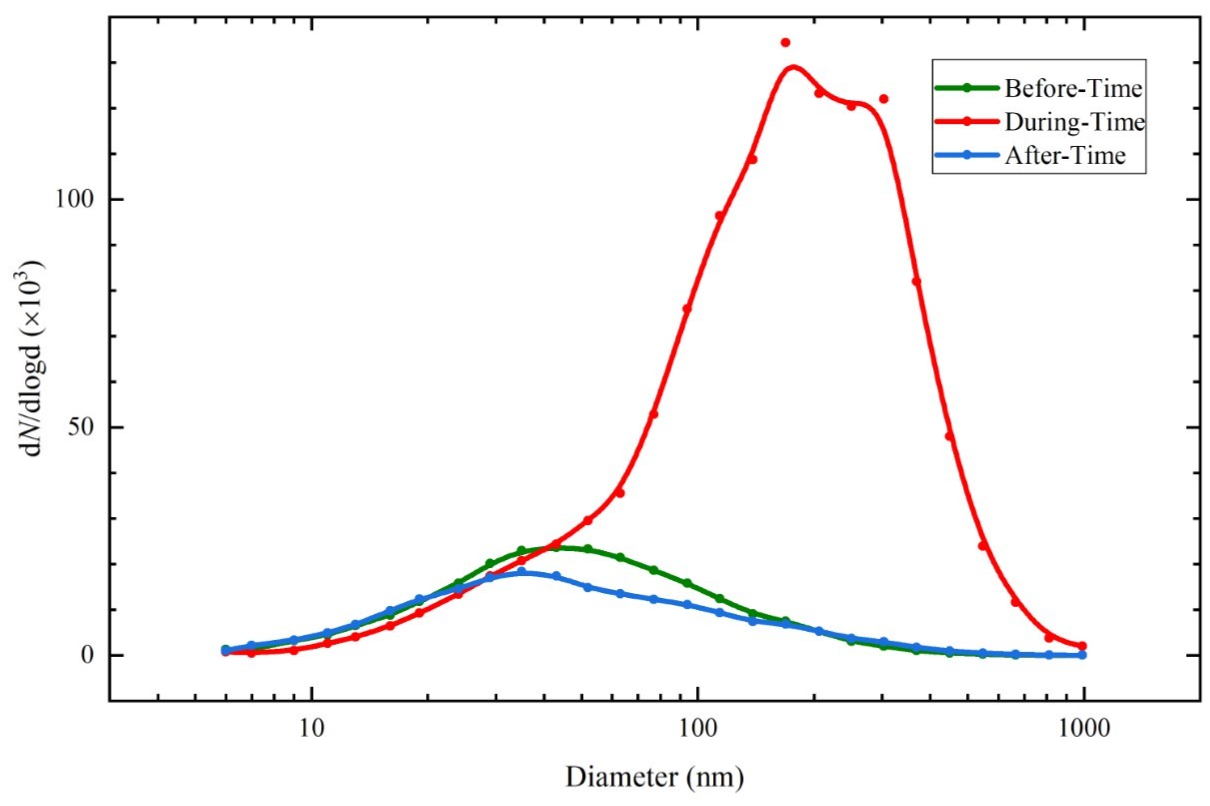 Before-Time
During-Time
After-Time
100
50
0
dN/dlogd (×10³)
10
100
1000
Diameter (nm)